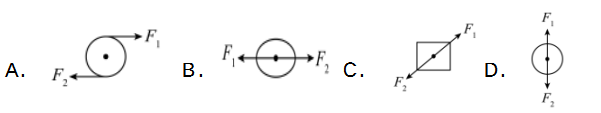 A. F₁ F₂ B. F₁ F₂ C. F₁ F₂ D. F₁ F₂